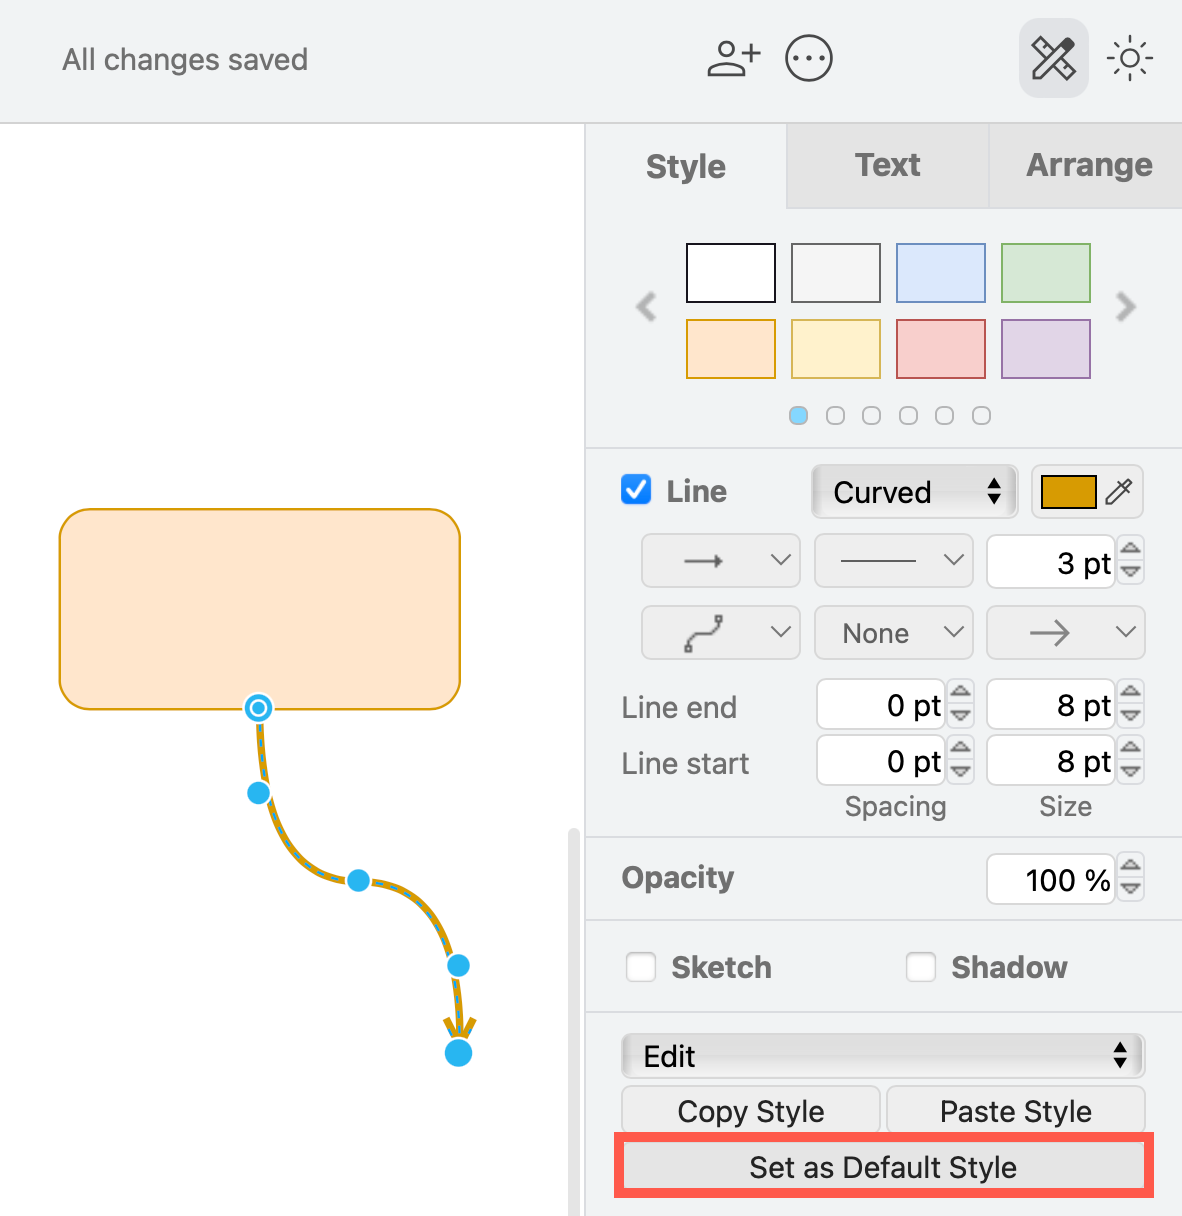 All changes saved
Style
Text
Arrange
Line
Curved
3 pt
None
Line end
0 pt
8 pt
Line start
0 pt
8 pt
Spacing
Size
Opacity
100 %
Sketch
Shadow
Edit
Copy Style
Paste Style
Set as Default Style